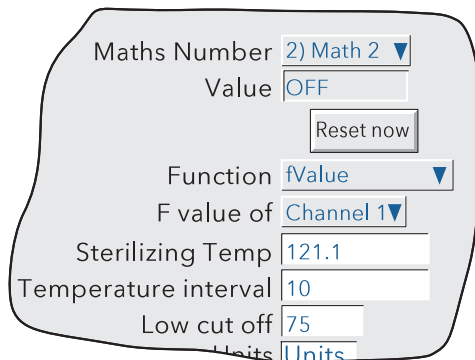 Maths Number 2) Math 2
Value OFF
Reset now
Function fValue
F value of Channel 1
Sterilizing Temp 121.1
Temperature interval 10
Low cut off 75
Units Units